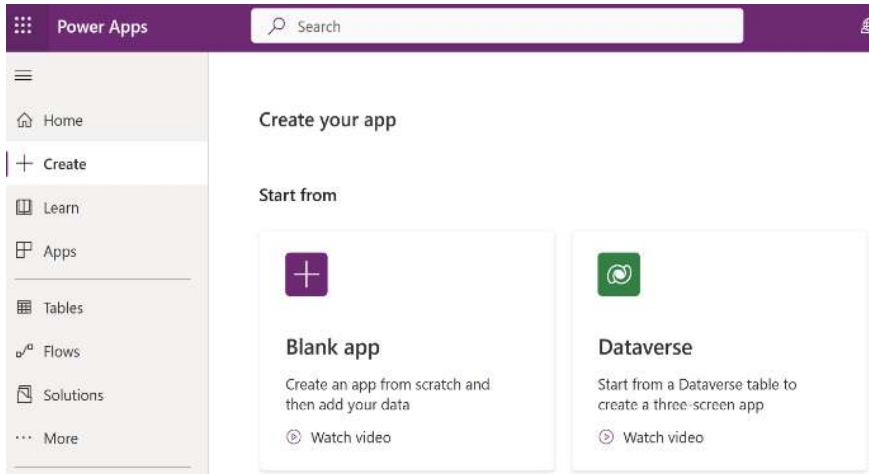 Power Apps
Search
Home
Create
Learn
Apps
Tables
Flows
Solutions
More
Create your app
Start from
Blank app
Create an app from scratch and
then add your data
Watch video
Dataverse
Start from a Dataverse table to
create a three-screen app
Watch video